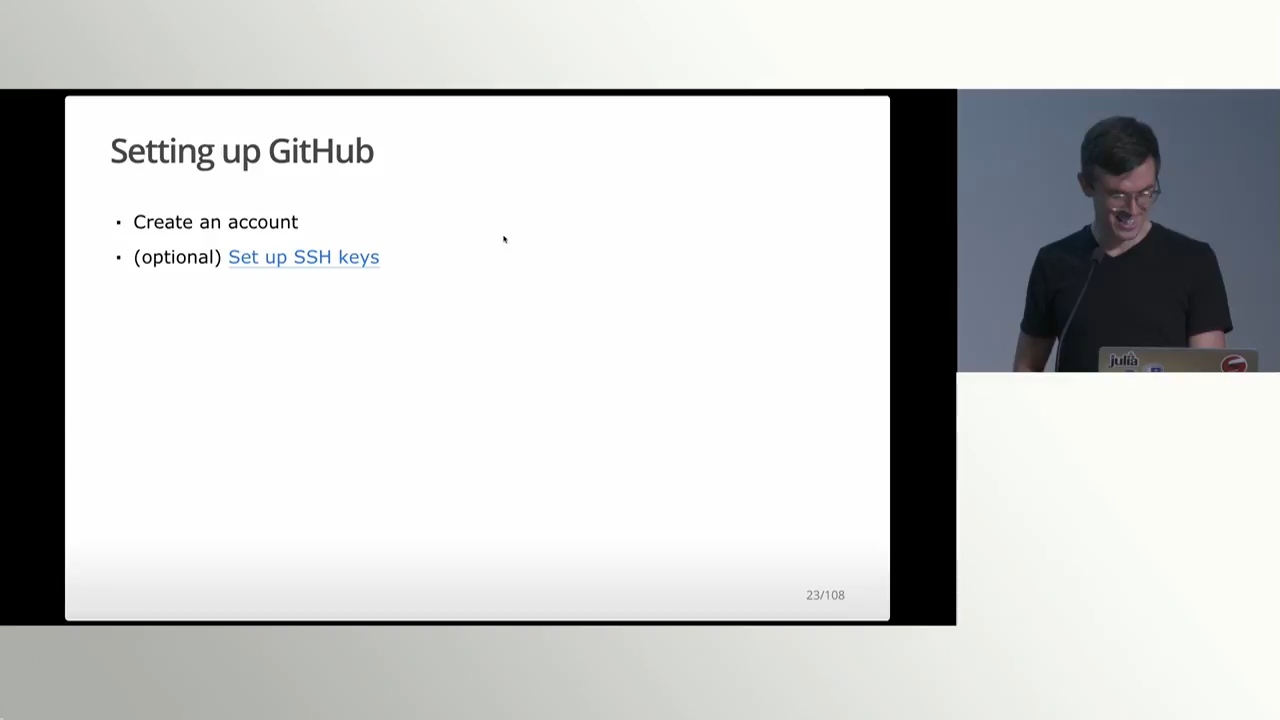 Setting up GitHub
▪ Create an account
▪ (optional) Set up SSH keys
23/108
julia